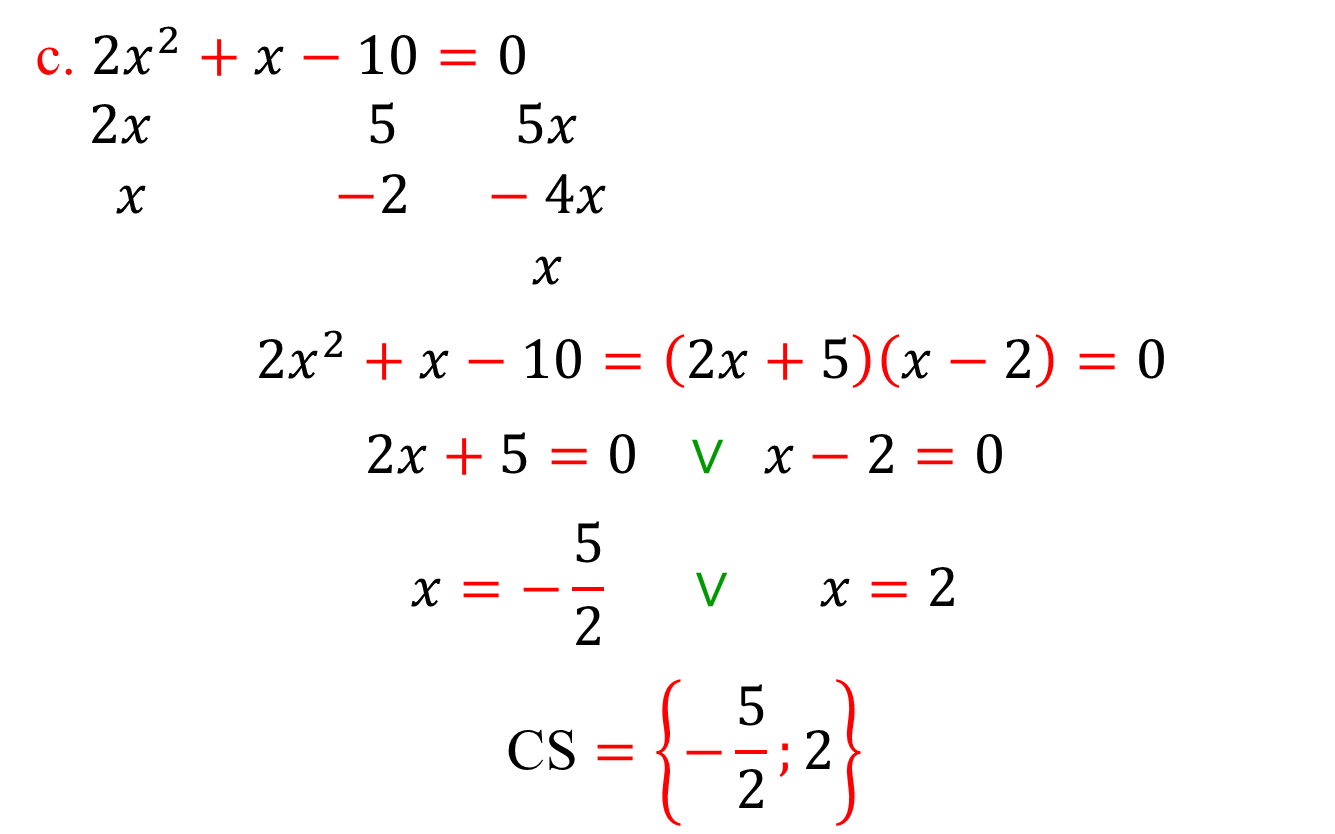 c. 2x² + x − 10 = 0
2x 5 5x
x −2 − 4x
x
2x² + x − 10 = (2x + 5)(x − 2) = 0
2x + 5 = 0 ∨ x − 2 = 0
x = −5/2 ∨ x = 2
CS = {−5/2; 2}